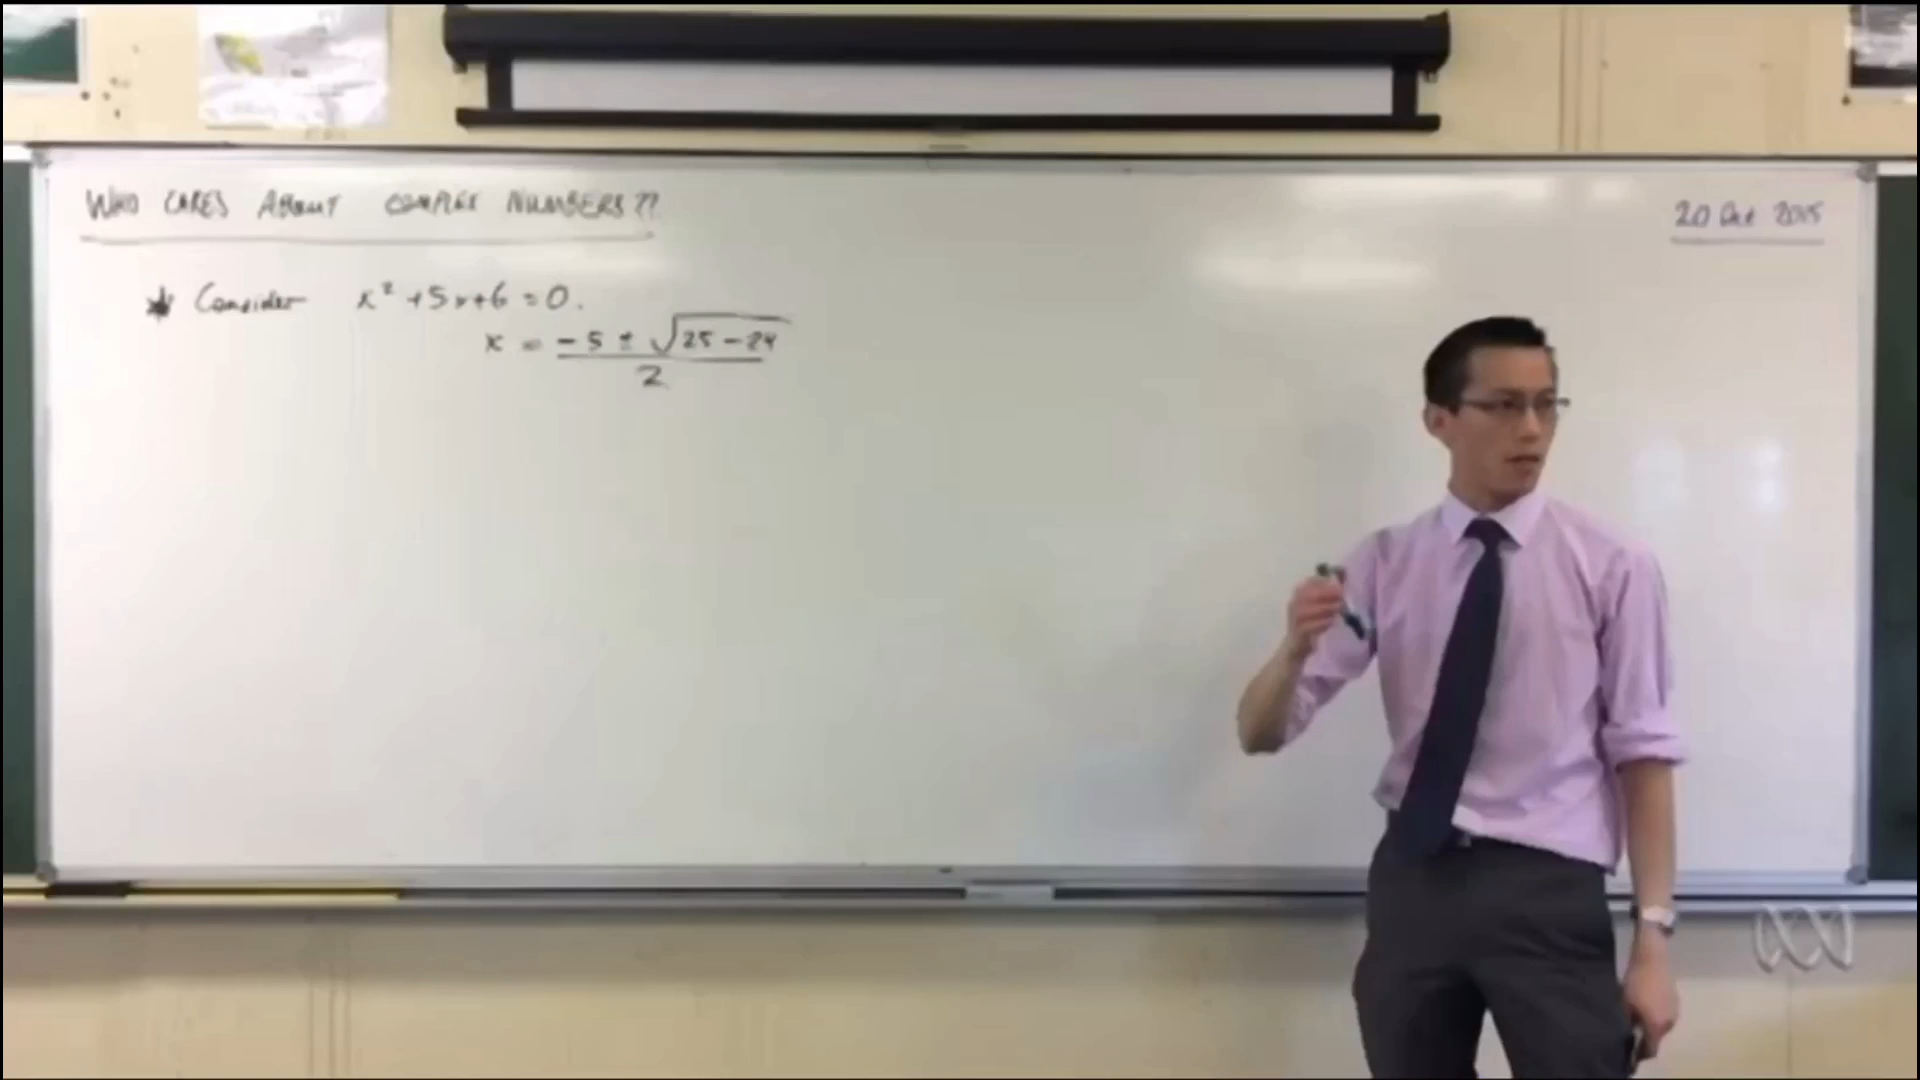 WHO CARES ABOUT COMPLEX NUMBERS??
20 Oct 2015
* Consider x² + 5x + 6 = 0.
x = (-5 ± √(25 - 24)) / 2